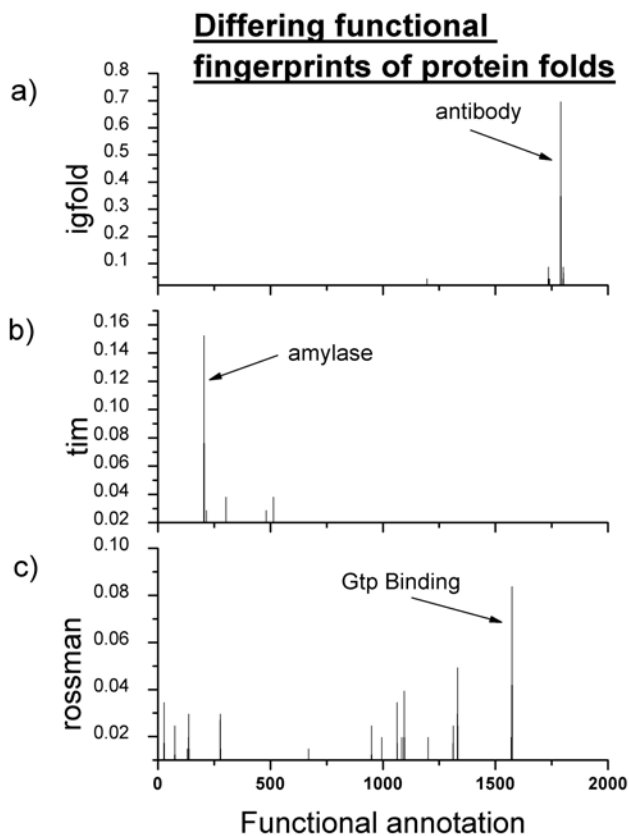 Differing functional
fingerprints of protein folds
a)
igfold
0.8
0.7
0.6
0.5
0.4
0.3
0.2
0.1
antibody
b)
tim
0.16
0.14
0.12
0.10
0.08
0.06
0.04
0.02
amylase
c)
rossman
0.10
0.08
0.06
0.04
0.02
Gtp Binding
0 500 1000 1500 2000
Functional annotation